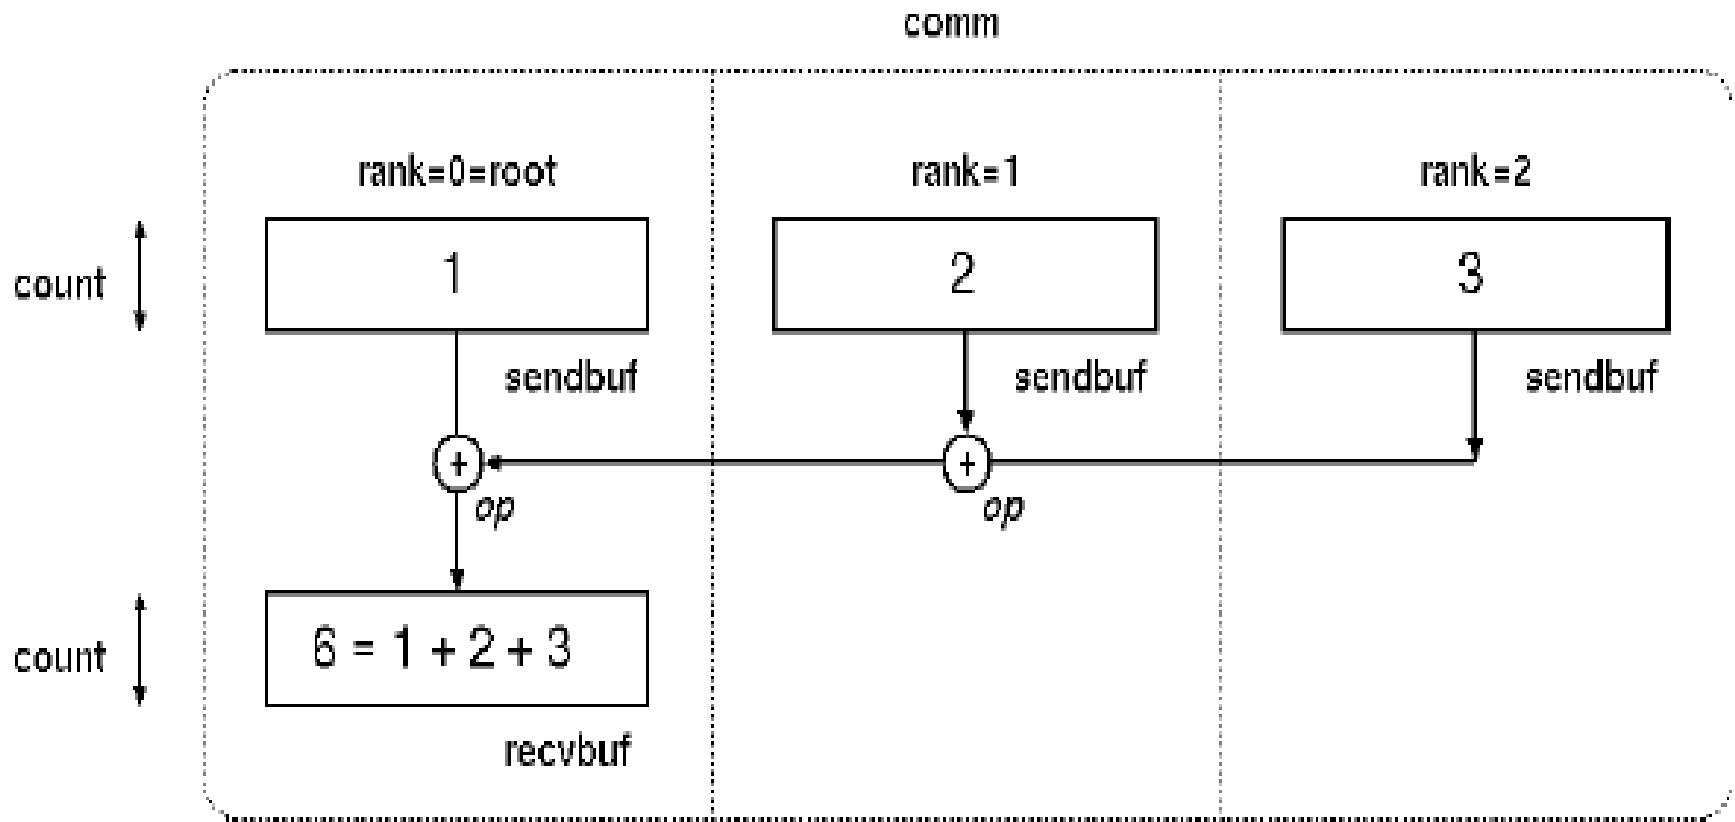 comm
rank=0=root
rank=1
rank=2
count
1
2
3
sendbuf
sendbuf
sendbuf
+
+
op
op
count
6 = 1 + 2 + 3
recvbuf